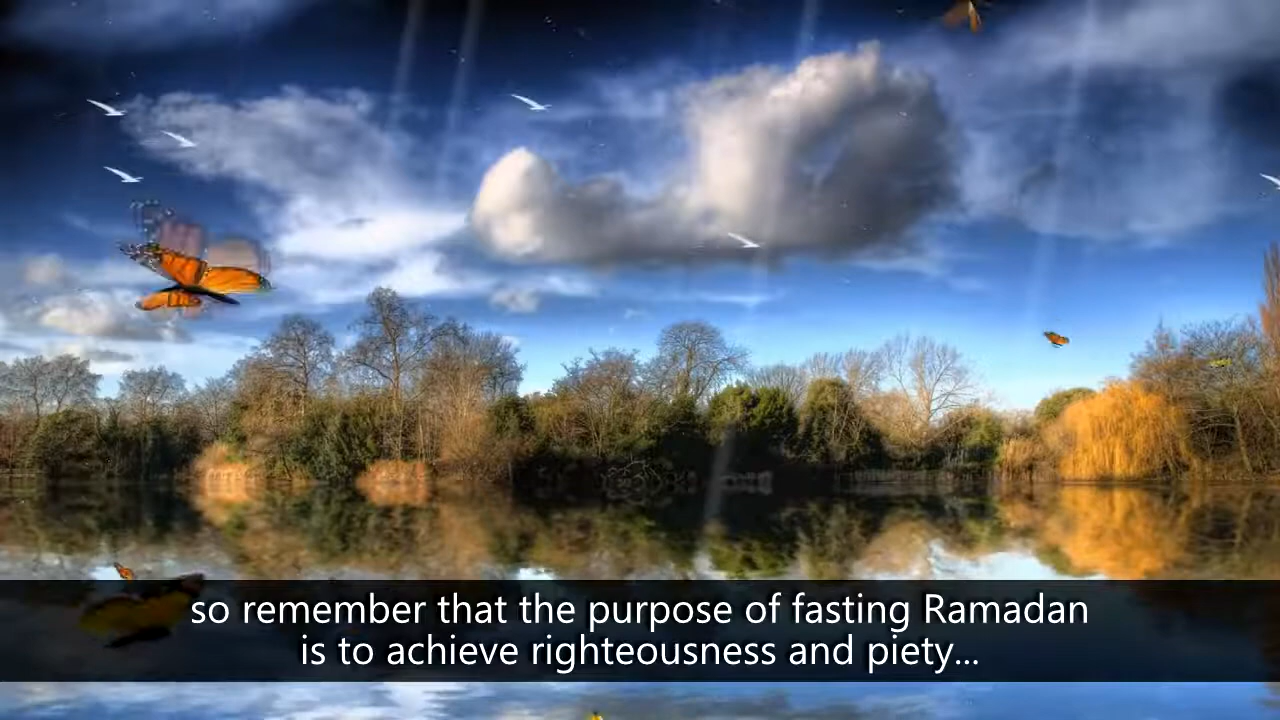 so remember that the purpose of fasting Ramadan
is to achieve righteousness and piety...